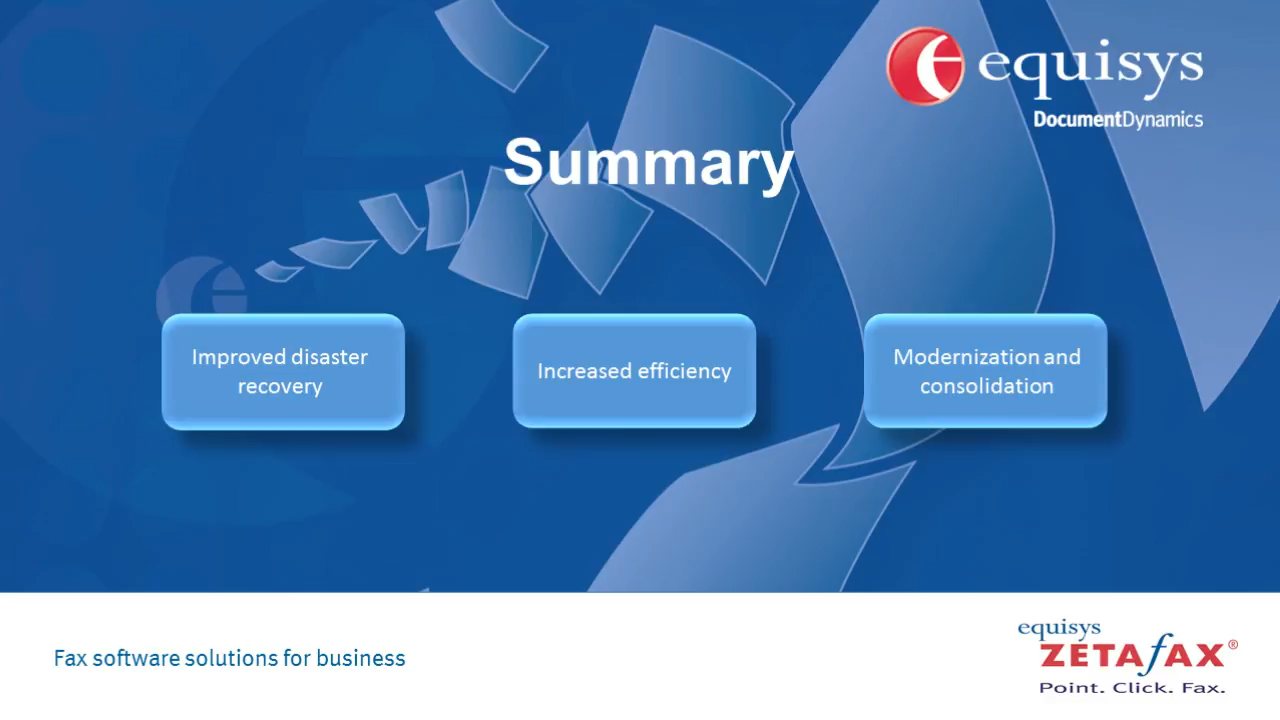 equisys
DocumentDynamics
Summary
Improved disaster
recovery
Increased efficiency
Modernization and
consolidation
Fax software solutions for business
equisys
ZETAfAX®
Point. Click. Fax.